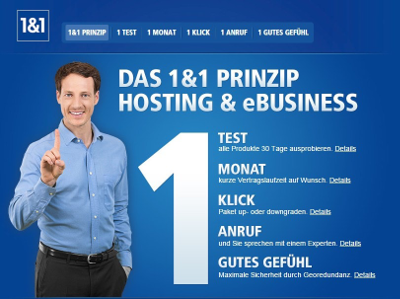 1&1
1&1 PRINZIP 1 TEST 1 MONAT 1 KLICK 1 ANRUF 1 GUTES GEFÜHL
DAS 1&1 PRINZIP
HOSTING & eBUSINESS
1
TEST
alle Produkte 30 Tage ausprobieren. Details
MONAT
kurze Vertragslaufzeit auf Wunsch. Details
KLICK
Paket up- oder downgraden. Details
ANRUF
und Sie sprechen mit einem Experten. Details
GUTES GEFÜHL
Maximale Sicherheit durch Georedundanz. Details